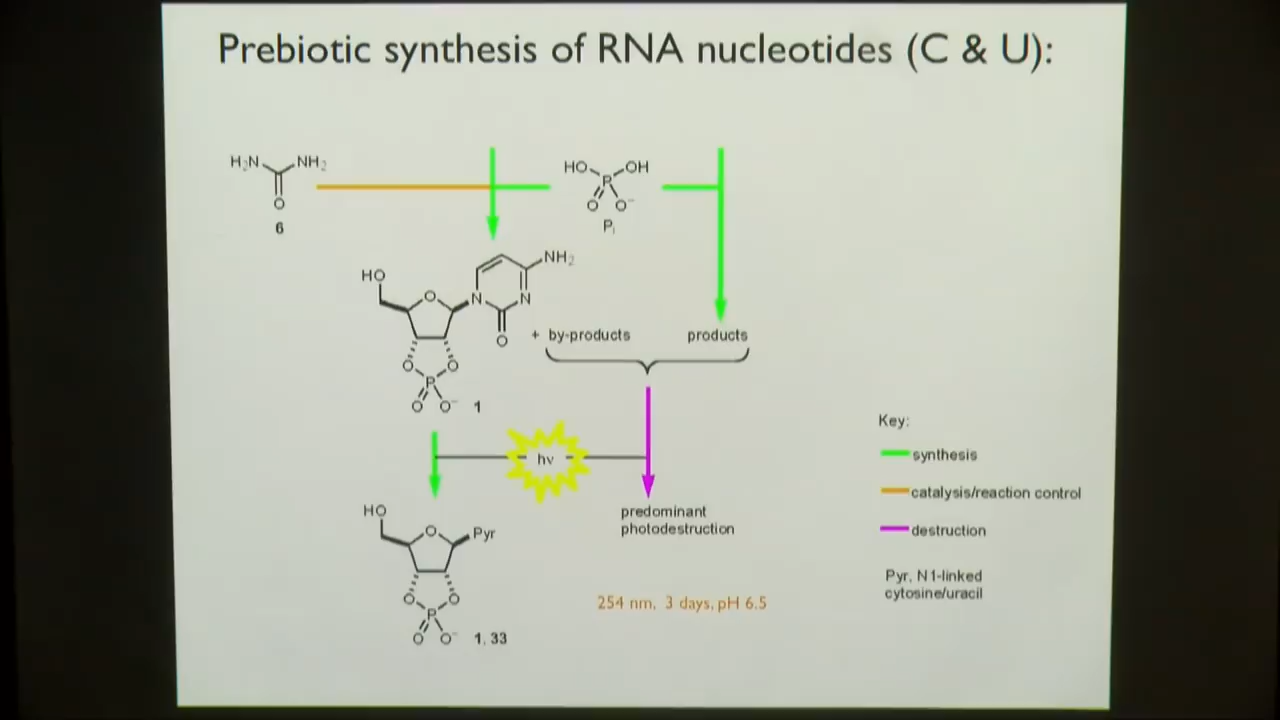 Prebiotic synthesis of RNA nucleotides (C & U):
H₂N NH₂
O
6
HO OH
P
O O⁻
Pᵢ
NH₂
HO
O N N
O
O O
P
O O⁻ 1
+ by-products products
hν
predominant
photodestruction
HO
O Pyr
O O
P
O O⁻ 1, 33
254 nm, 3 days, pH 6.5
Key:
synthesis
catalysis/reaction control
destruction
Pyr, N1-linked
cytosine/uracil